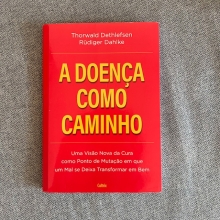 Thorwald Dethlefsen
Rüdiger Dahlke
A DOENÇA
COMO
CAMINHO
Uma Visão Nova da Cura
como Ponto de Mutação em que
um Mal se Deixa Transformar em Bem.